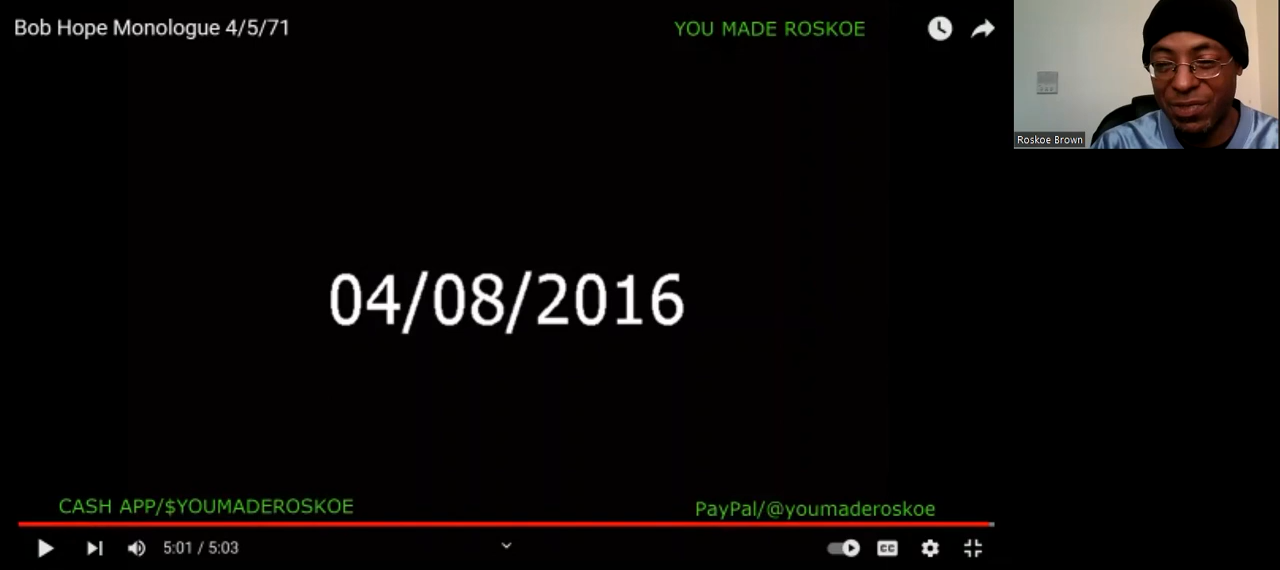 Bob Hope Monologue 4/5/71
YOU MADE ROSKOE
Roskoe Brown
04/08/2016
CASH APP/$YOUMADEROSKOE
PayPal/@youmaderoskoe
5:01 / 5:03
CC